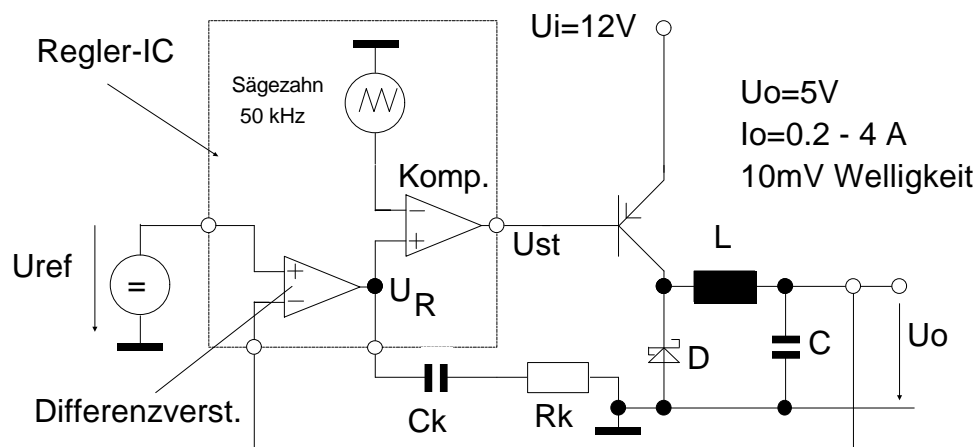 Regler-IC
Sägezahn
50 kHz
Ui=12V
Uo=5V
Io=0.2 - 4 A
10mV Welligkeit
Komp.
Uref
=
+
−
UR
−
+
Ust
L
D
C
Uo
Differenzverst.
Ck
Rk